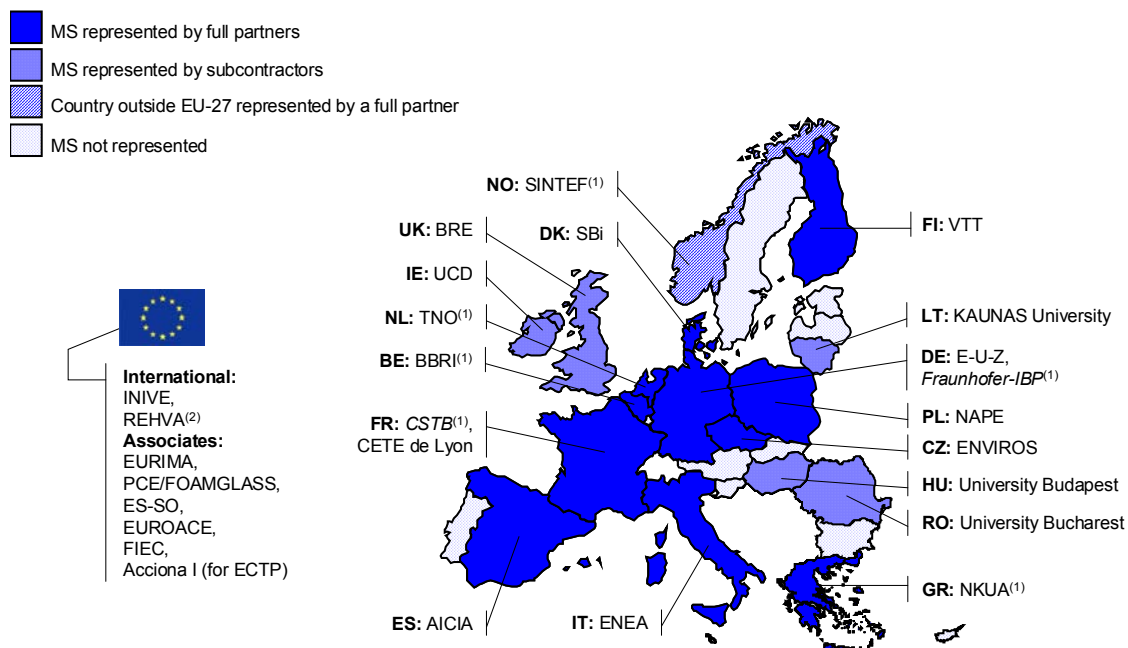 MS represented by full partners
MS represented by subcontractors
Country outside EU-27 represented by a full partner
MS not represented
NO: SINTEF(1)
UK: BRE
DK: SBi
FI: VTT
IE: UCD
NL: TNO(1)
LT: KAUNAS University
BE: BBRI(1)
DE: E-U-Z,
Fraunhofer-IBP(1)
International:
INIVE,
REHVA(2)
Associates:
EURIMA,
PCE/FOAMGLASS,
ES-SO,
EUROACE,
FIEC,
Acciona I (for ECTP)
FR: CSTB(1),
CETE de Lyon
PL: NAPE
CZ: ENVIROS
HU: University Budapest
RO: University Bucharest
GR: NKUA(1)
ES: AICIA
IT: ENEA